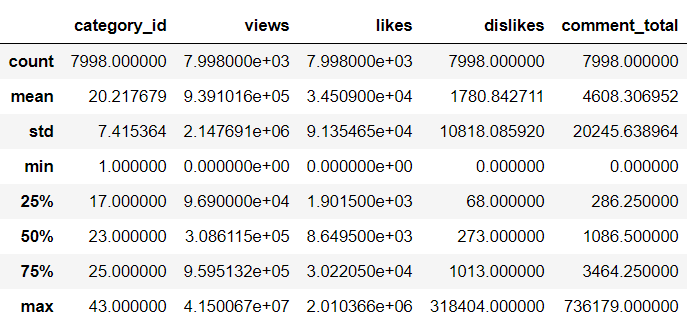 category_id views likes dislikes comment_total
count 7998.000000 7.998000e+03 7.998000e+03 7998.000000 7998.000000
mean 20.217679 9.391016e+05 3.450900e+04 1780.842711 4608.306952
std 7.415364 2.147691e+06 9.135465e+04 10818.085920 20245.638964
min 1.000000 0.000000e+00 0.000000e+00 0.000000 0.000000
25% 17.000000 9.690000e+04 1.901500e+03 68.000000 286.250000
50% 23.000000 3.086115e+05 8.649500e+03 273.000000 1086.500000
75% 25.000000 9.595132e+05 3.022050e+04 1013.000000 3464.250000
max 43.000000 4.150067e+07 2.010366e+06 318404.000000 736179.000000